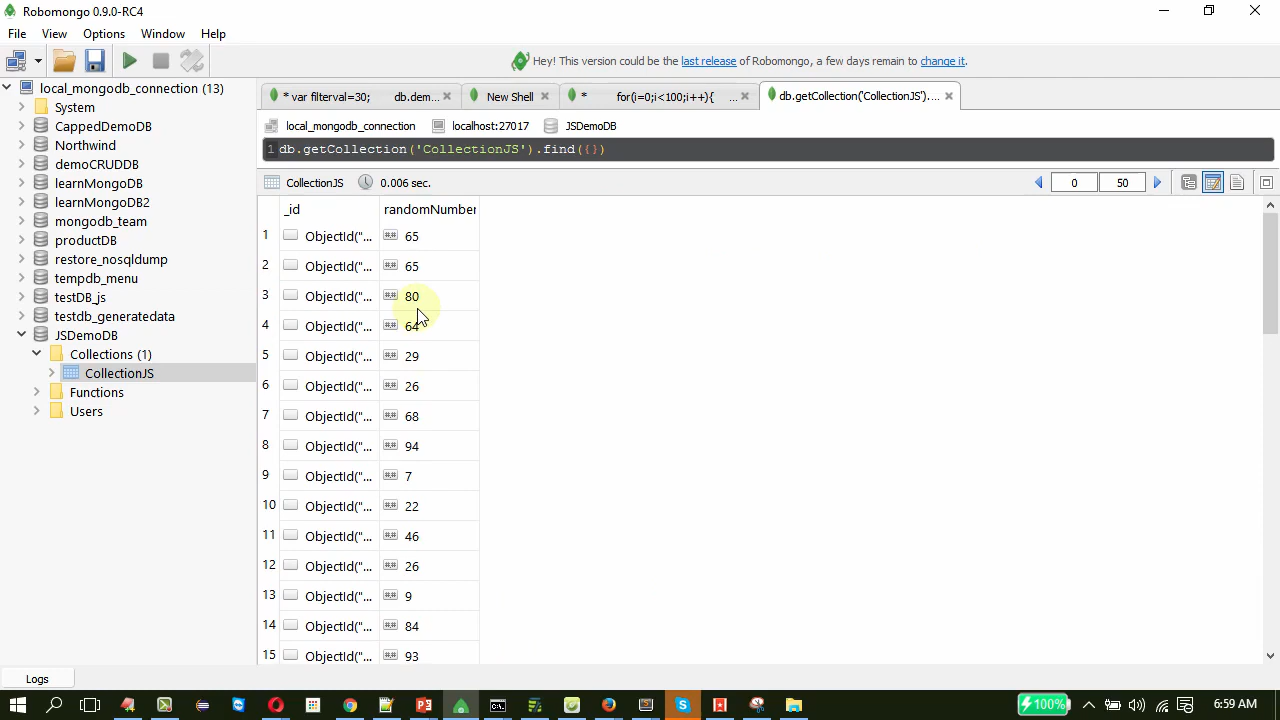 Robomongo 0.9.0-RC4
File View Options Window Help
Hey! This version could be the last release of Robomongo, a few days remain to change it.
local_mongodb_connection (13)
System
CappedDemoDB
Northwind
demoCRUDDB
learnMongoDB
learnMongoDB2
mongodb_team
productDB
restore_nosqldump
tempdb_menu
testDB_js
testdb_generatedata
JSDemoDB
Collections (1)
CollectionJS
Functions
Users
* var filterval=30; db.dem...
New Shell
* for(i=0;i<100;i++){ ...
db.getCollection('CollectionJS')....
local_mongodb_connection localhost:27017 JSDemoDB
1 db.getCollection('CollectionJS').find({})
CollectionJS 0.006 sec. 0 50
_id randomNumber
1 ObjectId("... 65
2 ObjectId("... 65
3 ObjectId("... 80
4 ObjectId("... 64
5 ObjectId("... 29
6 ObjectId("... 26
7 ObjectId("... 68
8 ObjectId("... 94
9 ObjectId("... 7
10 ObjectId("... 22
11 ObjectId("... 46
12 ObjectId("... 26
13 ObjectId("... 9
14 ObjectId("... 84
15 ObjectId("... 93
Logs
100% 6:59 AM